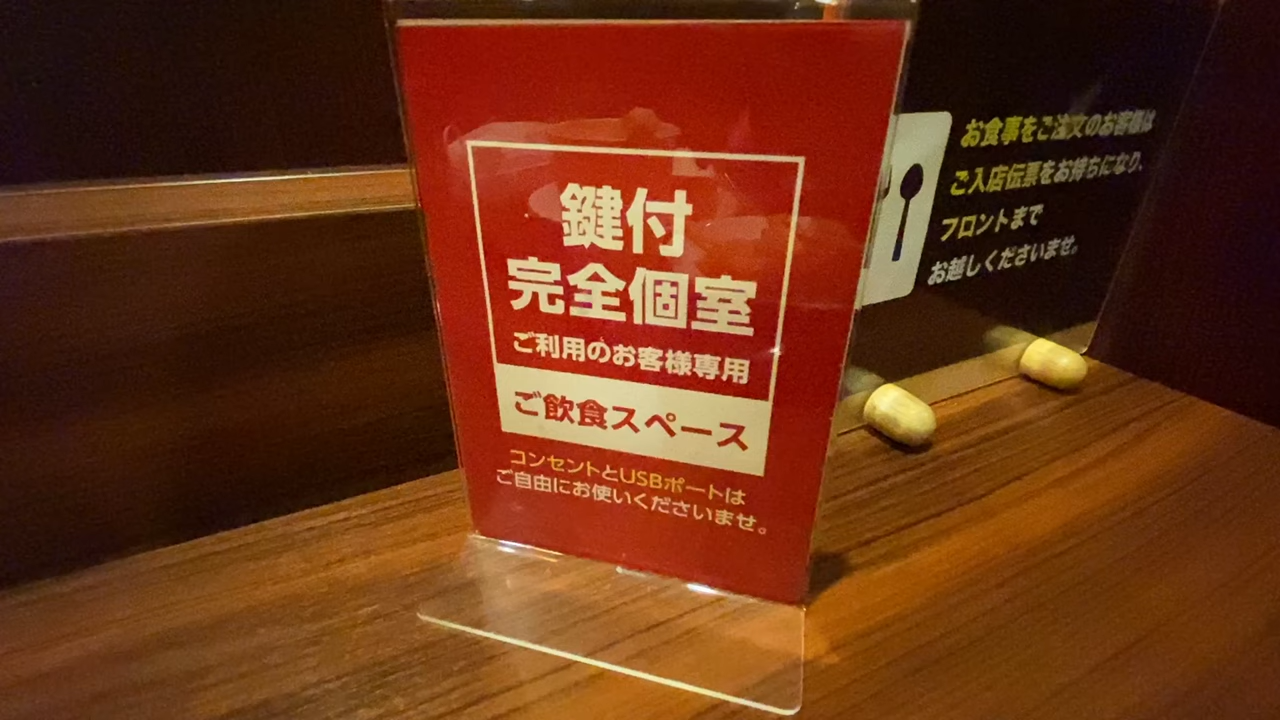 鍵付
完全個室
ご利用のお客様専用
ご飲食スペース
コンセントとUSBポートは
ご自由にお使いくださいませ。
お食事をご注文のお客様は
ご入店伝票をお持ちになり、
フロントまで
お越しくださいませ。